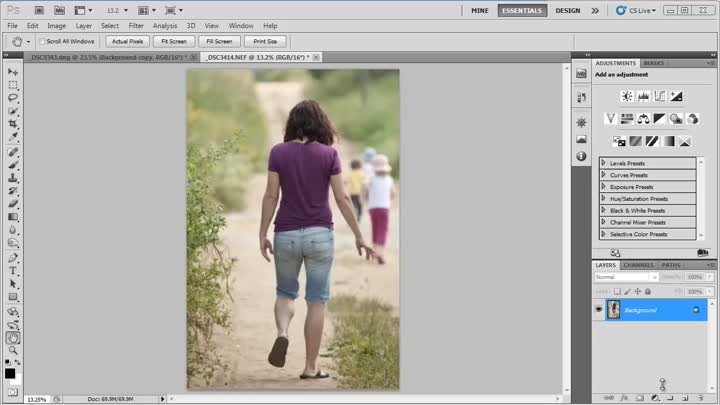 Ps Br Mb 13.2 MINE ESSENTIALS DESIGN CS Live
File Edit Image Layer Select Filter Analysis 3D View Window Help
Scroll All Windows Actual Pixels Fit Screen Fill Screen Print Size
_DSC9343.dng @ 23.5% (Background copy, RGB/16*) * _DSC3414.NEF @ 13.2% (RGB/16*) *
ADJUSTMENTS MASKS
Add an adjustment
Levels Presets
Curves Presets
Exposure Presets
Hue/Saturation Presets
Black & White Presets
Channel Mixer Presets
Selective Color Presets
LAYERS CHANNELS PATHS
Normal Opacity: 100%
Lock: Fill: 100%
Background
13.25% Doc: 69.9M/69.9M